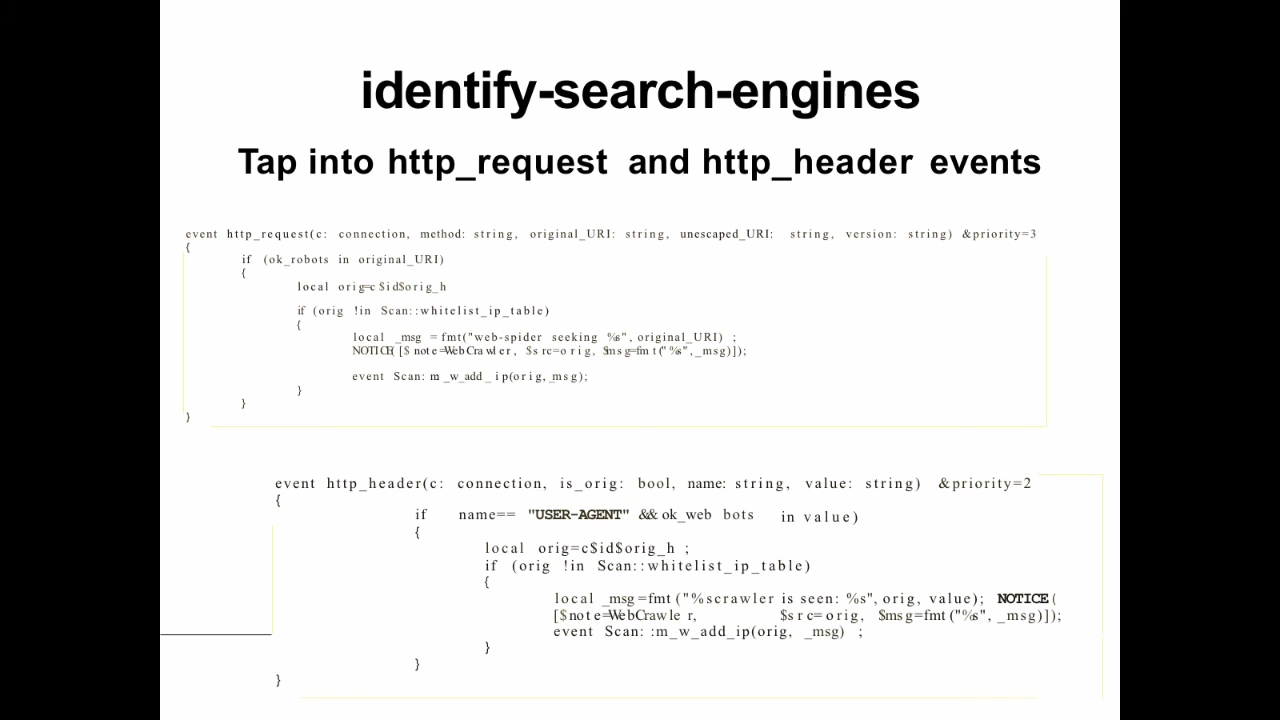 identify-search-engines
Tap into http_request and http_header events
event http_request(c: connection, method: string, original_URI: string, unescaped_URI: string, version: string) &priority=3
{
if (ok_robots in original_URI)
{
local orig=c$id$orig_h
if (orig !in Scan::whitelist_ip_table)
{
local _msg = fmt("web-spider seeking %s", original_URI) ;
NOTICE([$note=WebCrawler, $src=orig, $msg=fmt("%s",_msg)]);
event Scan::m_w_add_ip(orig,_msg);
}
}
}
event http_header(c: connection, is_orig: bool, name: string, value: string) &priority=2
{
if name== "USER-AGENT" && ok_web bots in value)
{
local orig=c$id$orig_h ;
if (orig !in Scan::whitelist_ip_table)
{
local _msg=fmt("%scrawler is seen: %s", orig, value); NOTICE(
[$note=WebCrawler, $src=orig, $msg=fmt("%s",_msg)]);
event Scan::m_w_add_ip(orig, _msg) ;
}
}
}